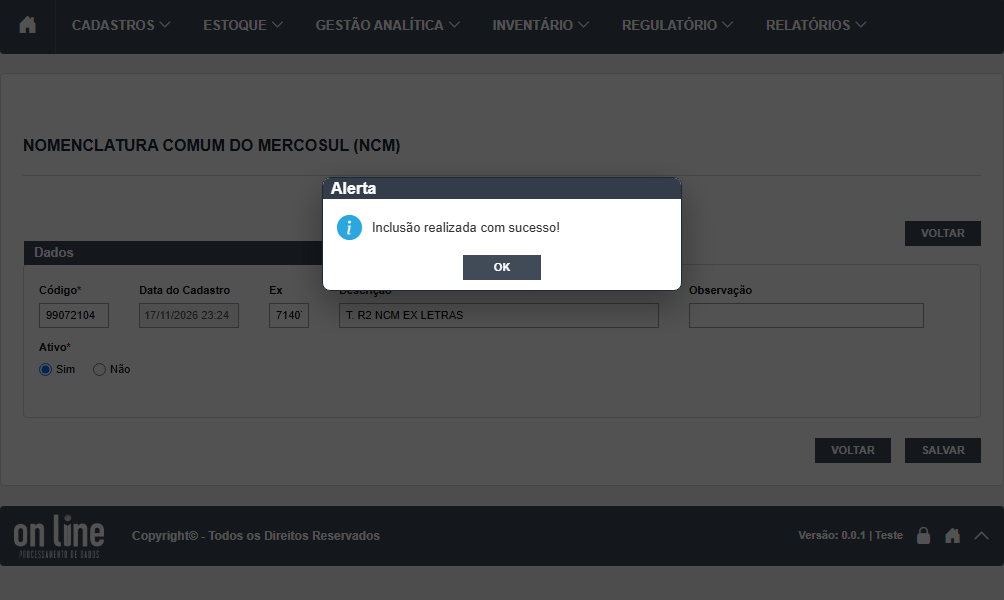 CADASTROS ESTOQUE GESTÃO ANALÍTICA INVENTÁRIO REGULATÓRIO RELATÓRIOS
NOMENCLATURA COMUM DO MERCOSUL (NCM)
Alerta
Inclusão realizada com sucesso!
OK
VOLTAR
Dados
Código* Data do Cadastro Ex Descrição Observação
99072104 17/11/2026 23:24 7140 T. R2 NCM EX LETRAS
Ativo*
Sim Não
VOLTAR SALVAR
on line
PROCESSAMENTO DE DADOS
Copyright© - Todos os Direitos Reservados
Versão: 0.0.1 | Teste